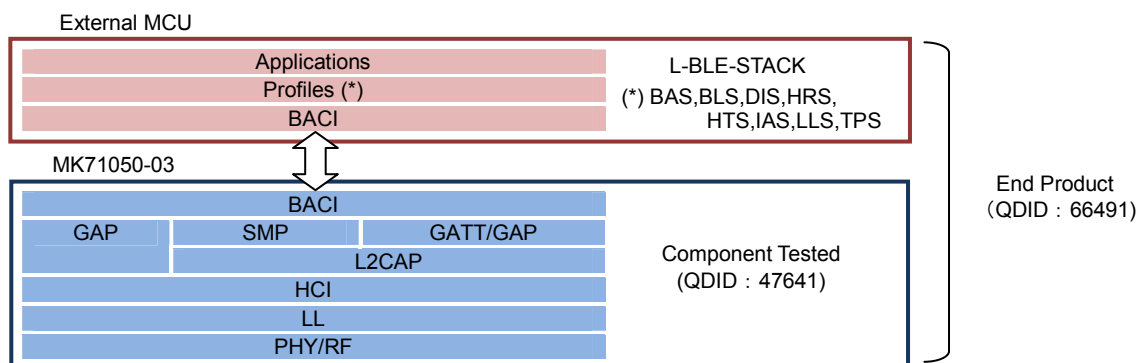 External MCU
Applications
Profiles (*)
BACI
L-BLE-STACK
(*) BAS,BLS,DIS,HRS,
HTS,IAS,LLS,TPS
MK71050-03
BACI
GAP
SMP
GATT/GAP
L2CAP
HCI
LL
PHY/RF
Component Tested
(QDID：47641)
End Product
（QDID：66491)